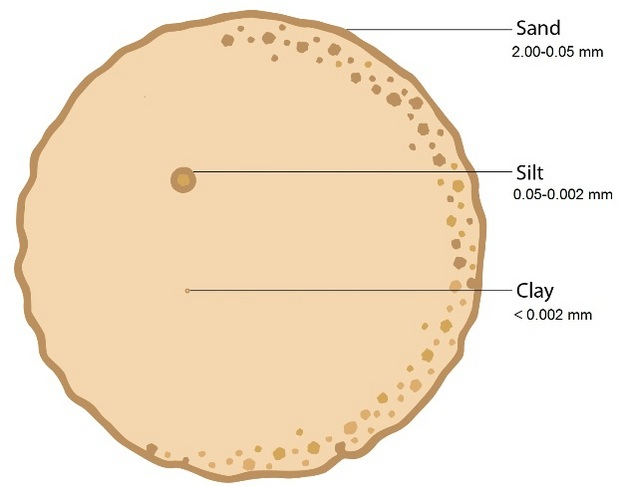 Sand
2.00-0.05 mm
Silt
0.05-0.002 mm
Clay
< 0.002 mm